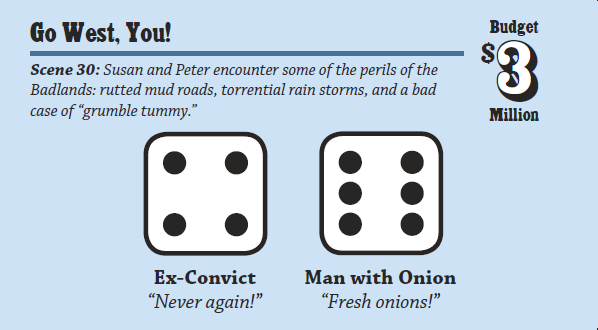 Go West, You!
Budget
$3
Million
Scene 30: Susan and Peter encounter some of the perils of the
Badlands: rutted mud roads, torrential rain storms, and a bad
case of “grumble tummy.”
Ex-Convict
“Never again!”
Man with Onion
“Fresh onions!”